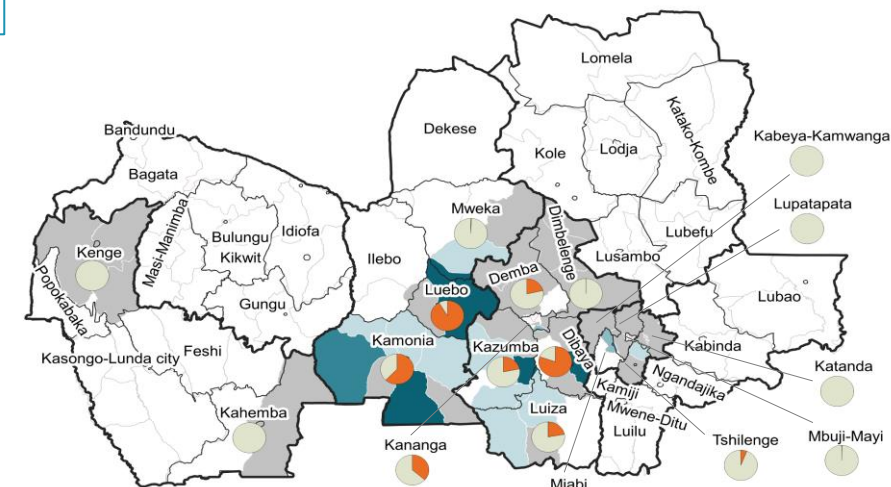 Lomela
Dekese
Katako-Kombe
Bandundu
Kabeya-Kamwanga
Kole
Lodja
Bagata
Lupatapata
Mweka
Dimbelenge
Masi-Manimba
Idiofa
Bulungu
Kikwit
Lubefu
Kenge
Ilebo
Lusambo
Demba
Popokabaka
Luebo
Lubao
Gungu
Kamonia
Kazumba
Dibaya
Kabinda
Feshi
Kasongo-Lunda city
Katanda
Ngandajika
Kamiji
Kahemba
Luiza
Mwene-Ditu
Luilu
Kananga
Tshilenge
Mbuji-Mayi
Miabi